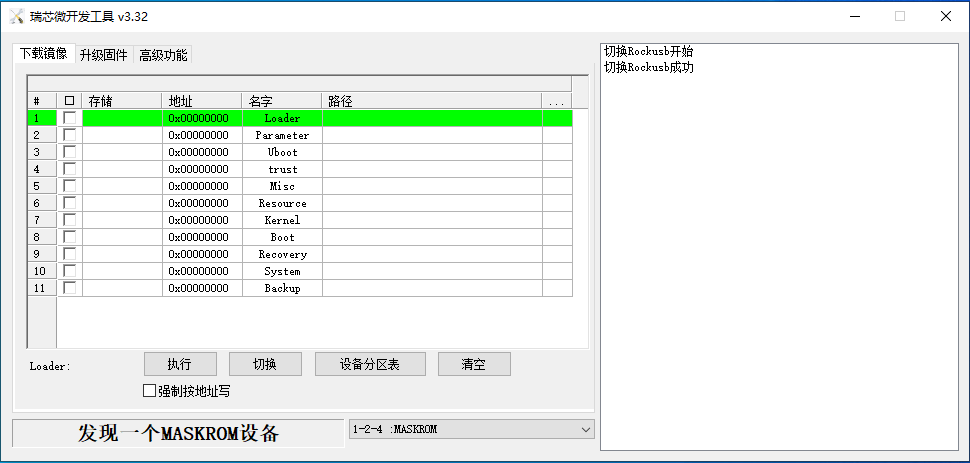 瑞芯微开发工具 v3.32
下载镜像 升级固件 高级功能
# 存储 地址 名字 路径 ...
1 0x00000000 Loader
2 0x00000000 Parameter
3 0x00000000 Uboot
4 0x00000000 trust
5 0x00000000 Misc
6 0x00000000 Resource
7 0x00000000 Kernel
8 0x00000000 Boot
9 0x00000000 Recovery
10 0x00000000 System
11 0x00000000 Backup
Loader: 执行 切换 设备分区表 清空
强制按地址写
发现一个MASKROM设备 1-2-4 :MASKROM
切换Rockusb开始
切换Rockusb成功